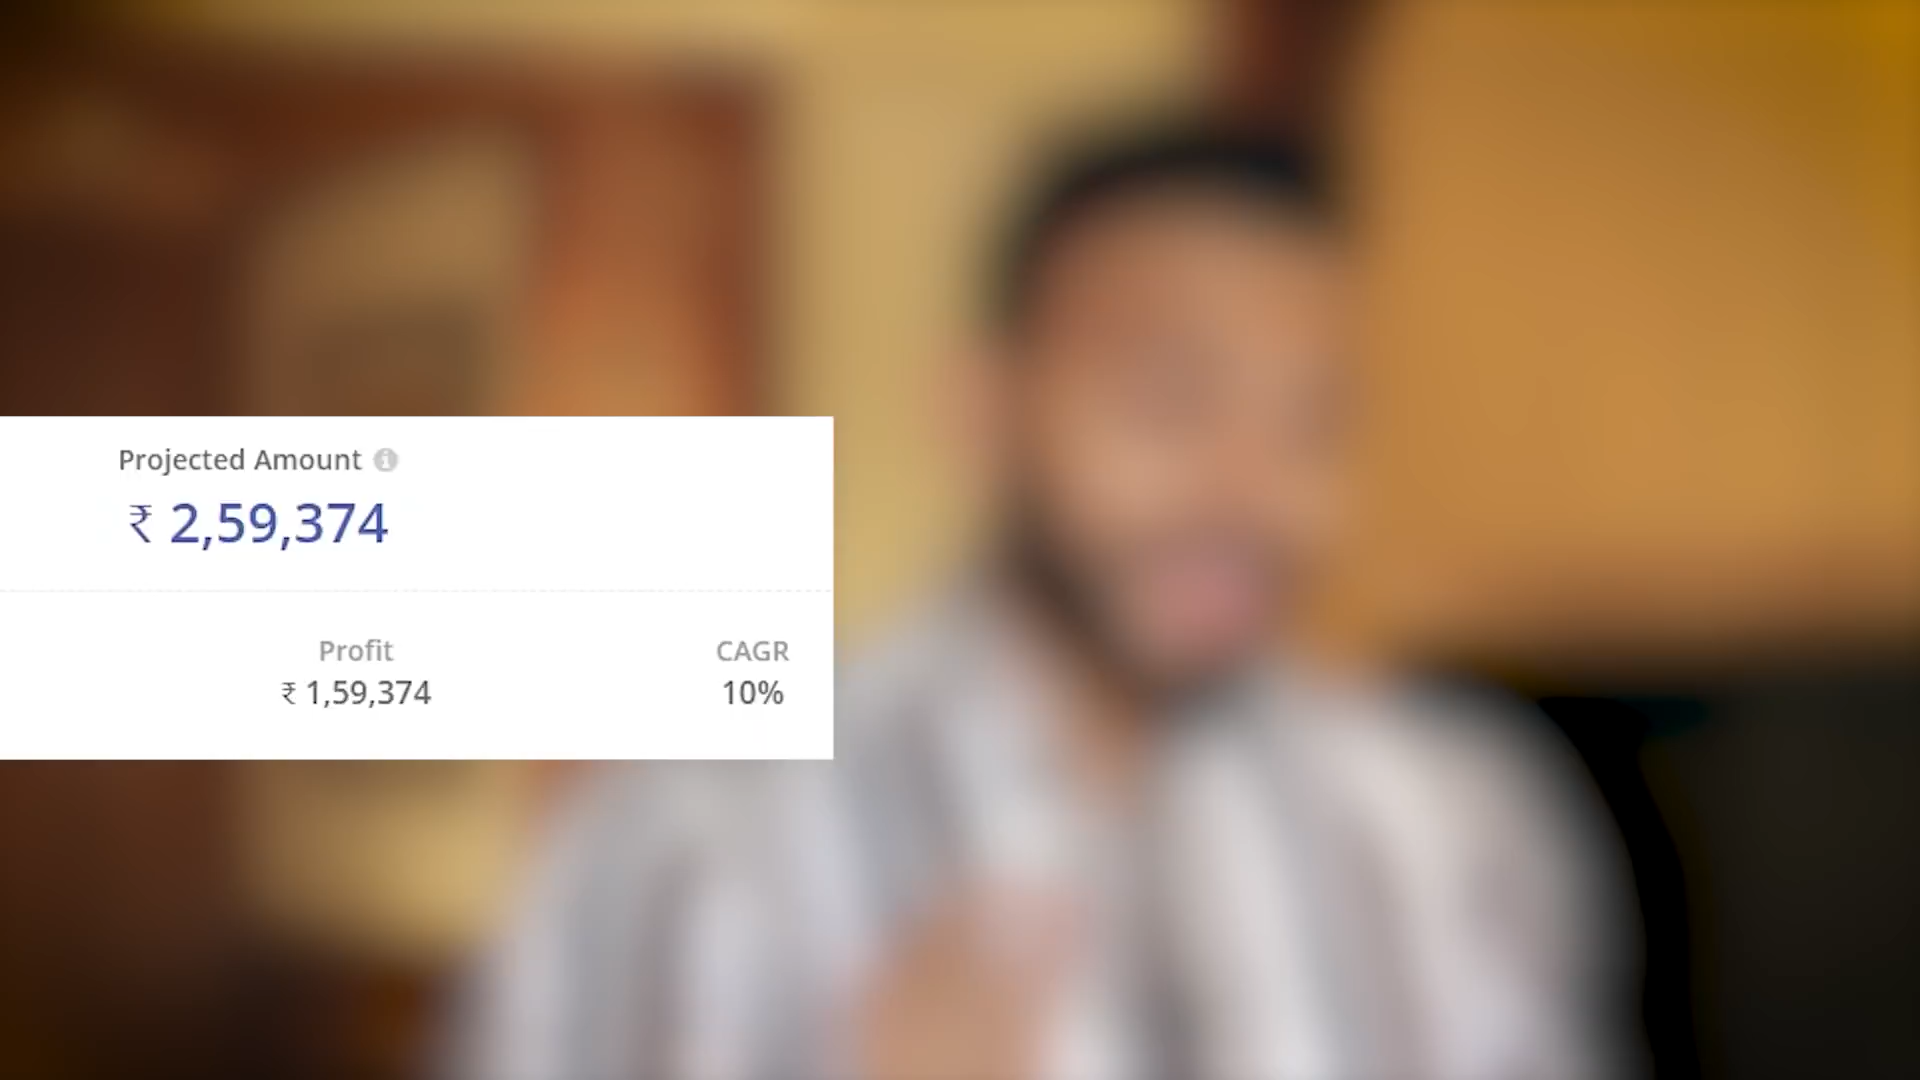 Projected Amount
₹ 2,59,374
Profit
CAGR
₹ 1,59,374
10%